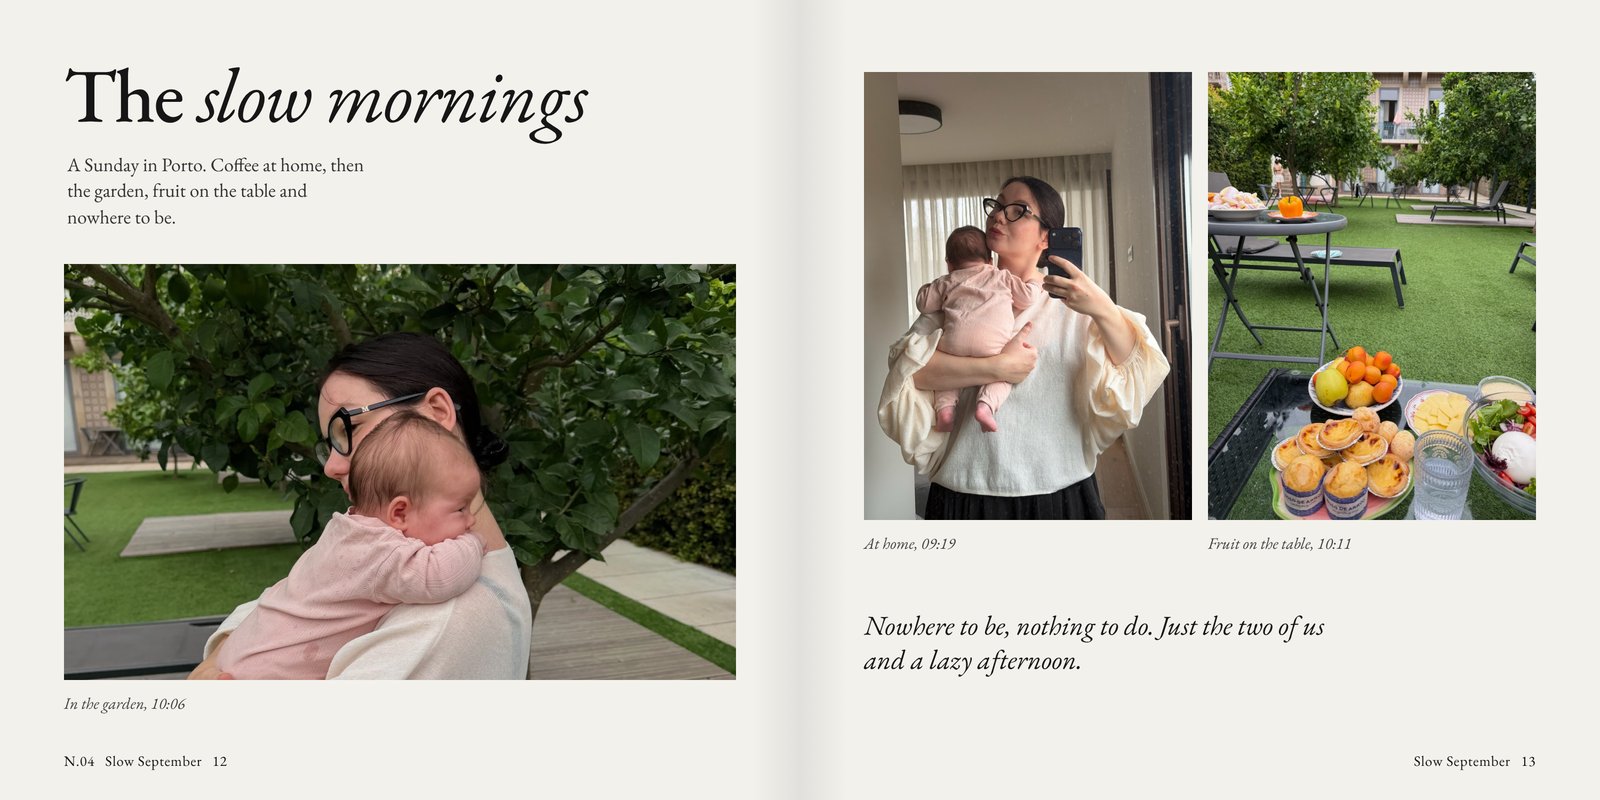 The slow mornings
A Sunday in Porto. Coffee at home, then
the garden, fruit on the table and
nowhere to be.
In the garden, 10:06
N.04 Slow September 12
At home, 09:19
Fruit on the table, 10:11
Nowhere to be, nothing to do. Just the two of us
and a lazy afternoon.
Slow September 13